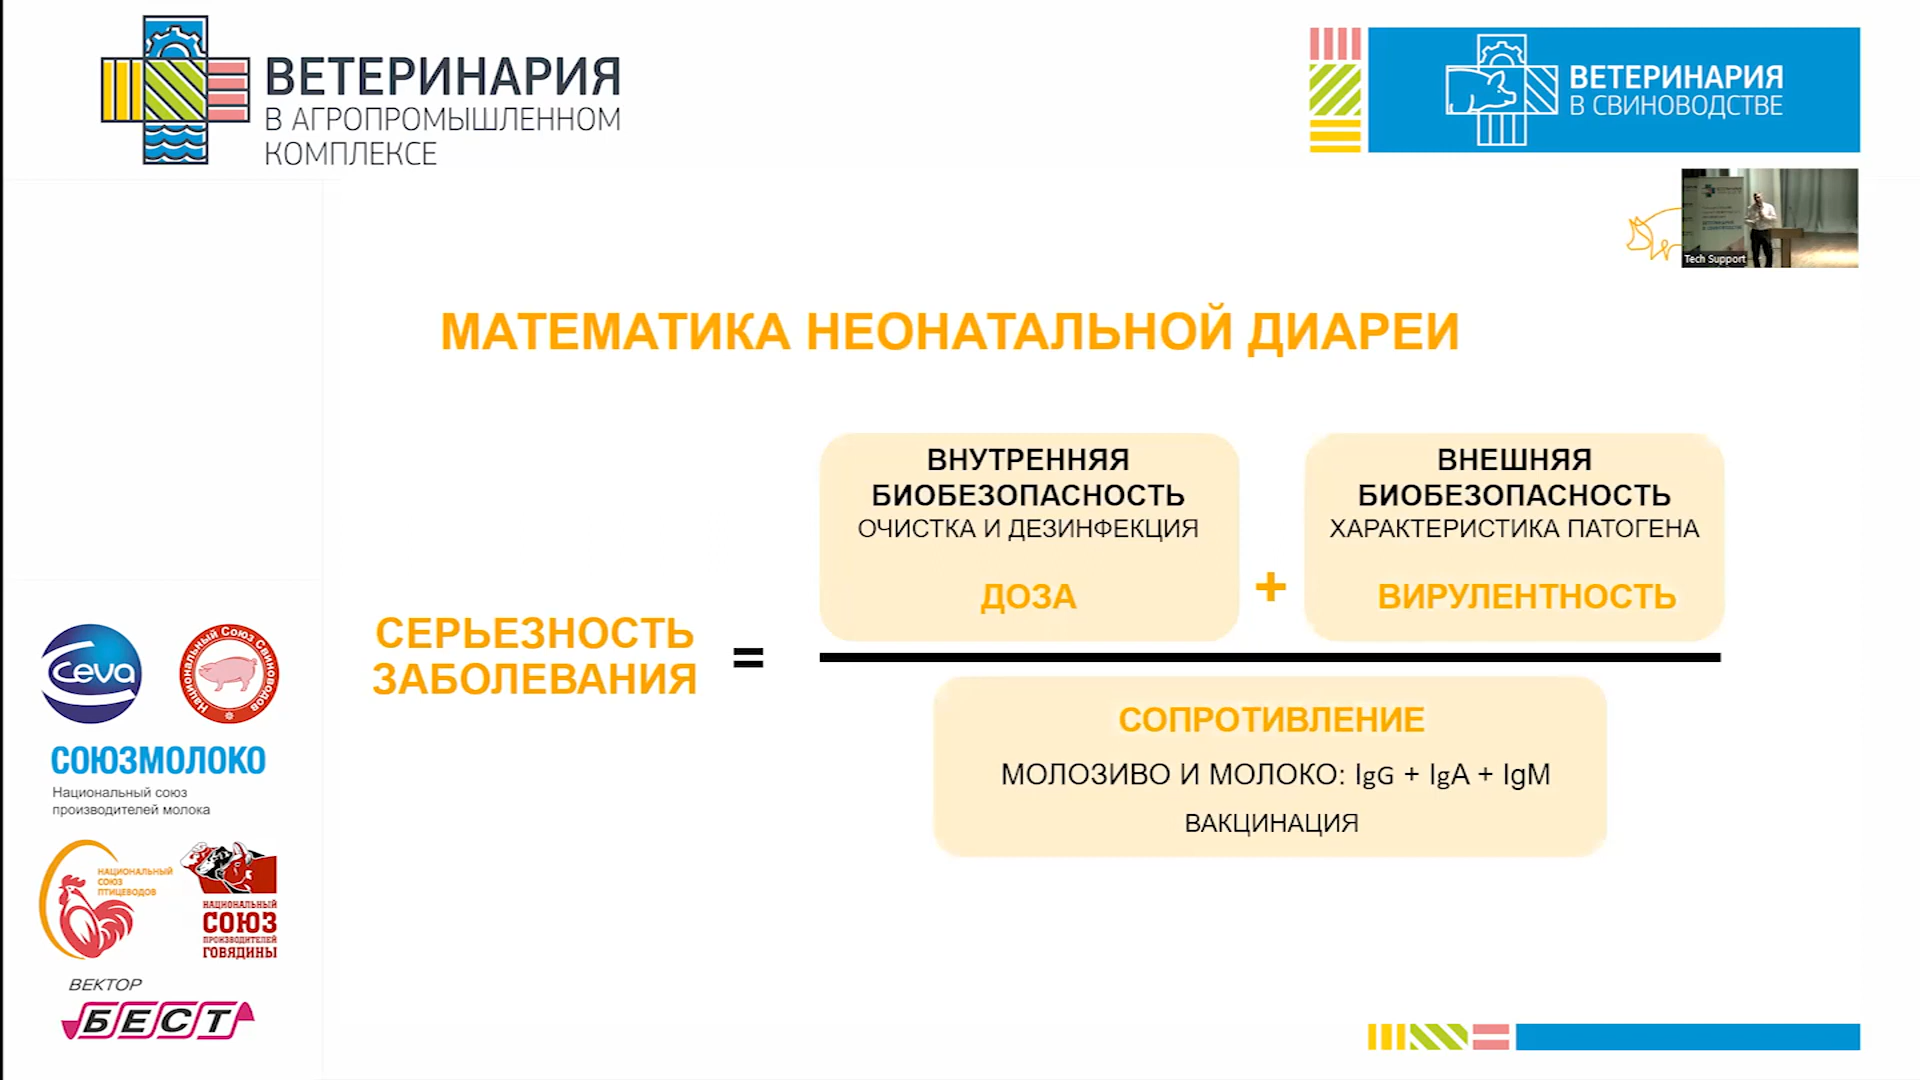 ВЕТЕРИНАРИЯ
В АГРОПРОМЫШЛЕННОМ
КОМПЛЕКСЕ
ВЕТЕРИНАРИЯ
В СВИНОВОДСТВЕ
Tech Support
МАТЕМАТИКА НЕОНАТАЛЬНОЙ ДИАРЕИ
СЕРЬЕЗНОСТЬ
ЗАБОЛЕВАНИЯ
=
ВНУТРЕННЯЯ
БИОБЕЗОПАСНОСТЬ
ОЧИСТКА И ДЕЗИНФЕКЦИЯ
ДОЗА
+
ВНЕШНЯЯ
БИОБЕЗОПАСНОСТЬ
ХАРАКТЕРИСТИКА ПАТОГЕНА
ВИРУЛЕНТНОСТЬ
СОПРОТИВЛЕНИЕ
МОЛОЗИВО И МОЛОКО: IgG + IgA + IgM
ВАКЦИНАЦИЯ
Ceva
Национальный Союз Свиноводов
СОЮЗМОЛОКО
Национальный союз
производителей молока
НАЦИОНАЛЬНЫЙ
СОЮЗ
ПТИЦЕВОДОВ
НАЦИОНАЛЬНЫЙ
СОЮЗ
ПРОИЗВОДИТЕЛЕЙ
ГОВЯДИНЫ
ВЕКТОР
БЕСТ